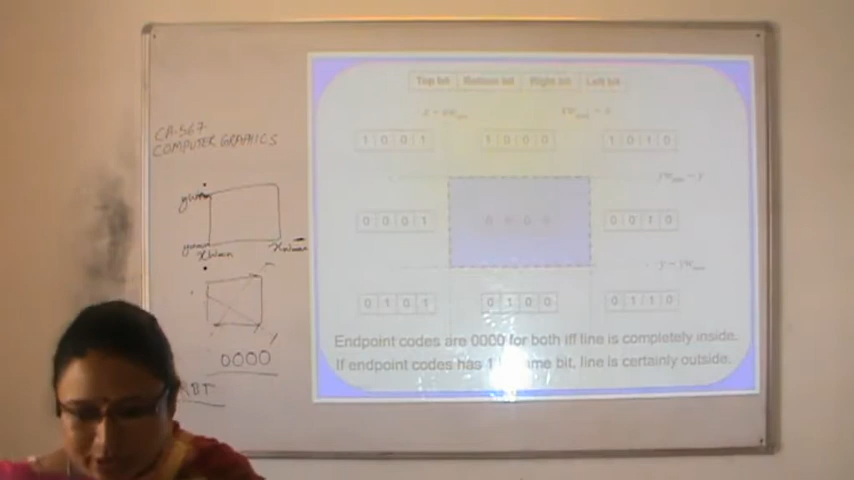 CA-567
COMPUTER GRAPHICS
0000
Top bit Bottom bit Right bit Left bit
1 0 0 1
1 0 0 0
1 0 1 0
0 0 0 1
0 0 0 0
0 0 1 0
0 1 0 1
0 1 0 0
0 1 1 0
Endpoint codes are 0000 for both iff line is completely inside.
If endpoint codes has 1 me bit, line is certainly outside.